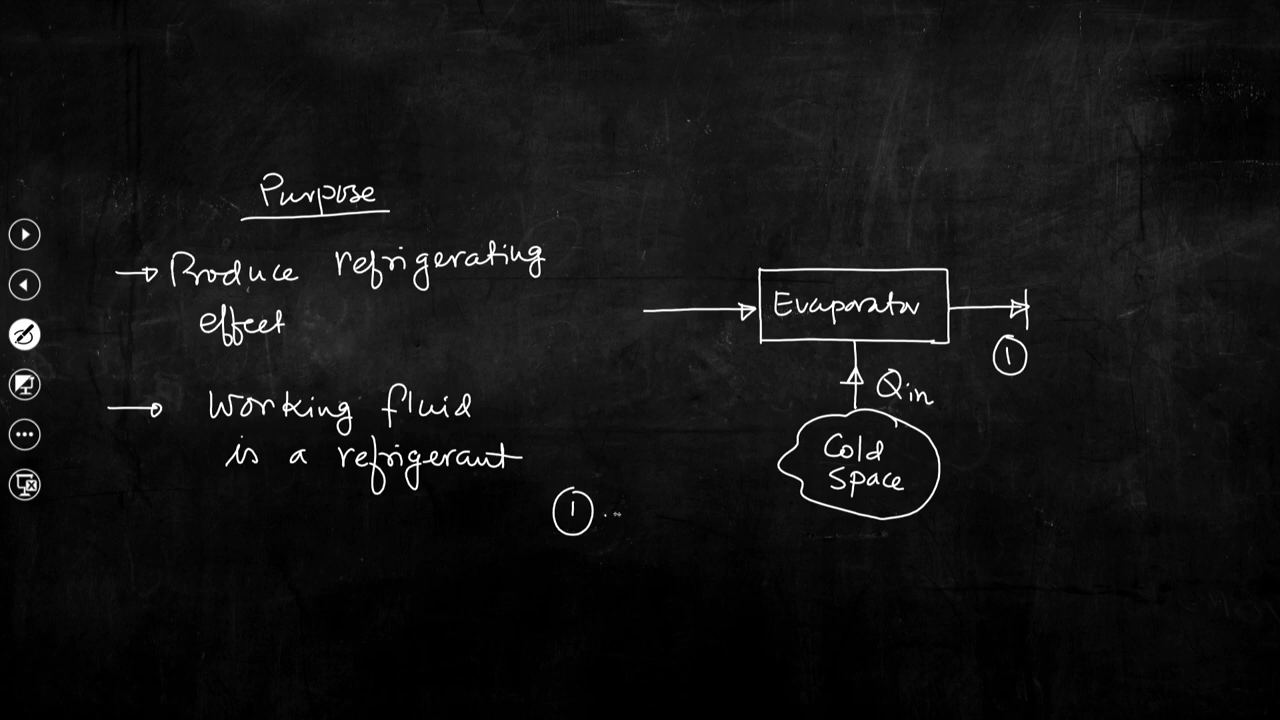 Purpose
→ Produce refrigerating
effect
→ Working fluid
is a refrigerant
① ...
Evaporator
①
Qin
Cold
Space